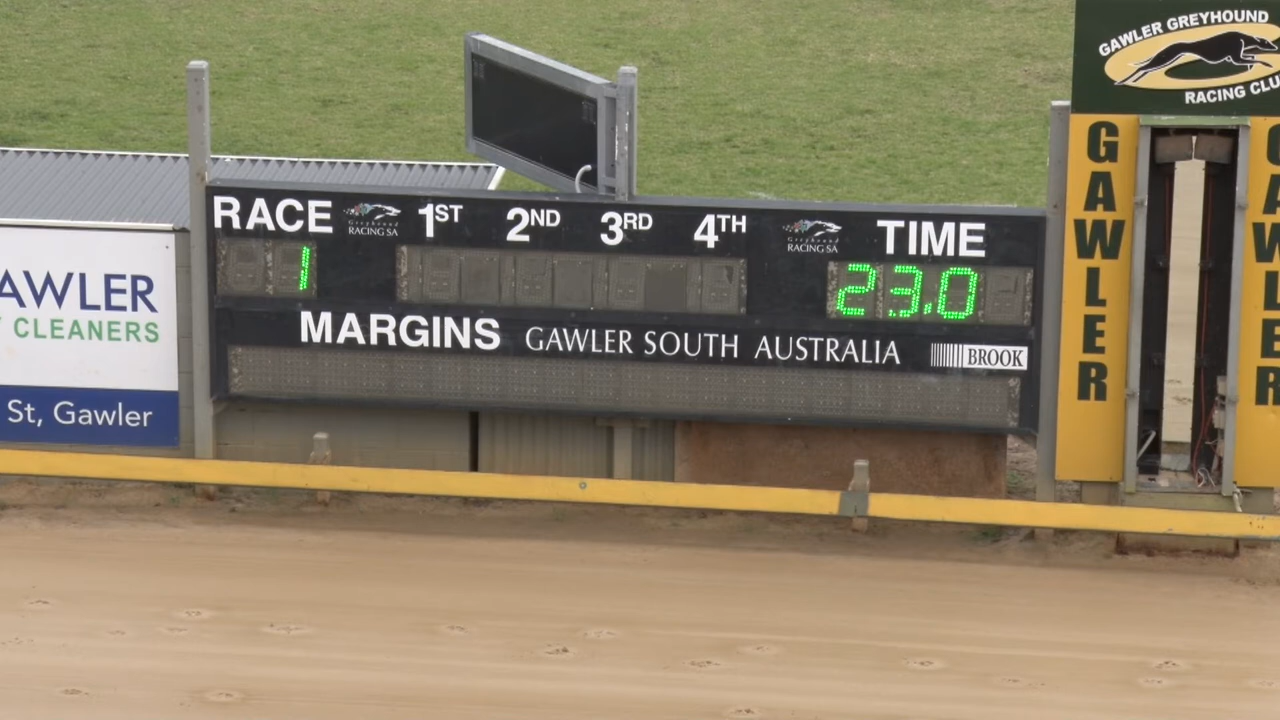 GAWLER GREYHOUND
RACING CLU
RACE
Greyhound
RACING SA
1ST
2ND
3RD
4TH
Greyhound
RACING SA
TIME
1
23.0
MARGINS
GAWLER SOUTH AUSTRALIA
BROOK
AWLER
CLEANERS
St, Gawler
GAWLER
GAWLER